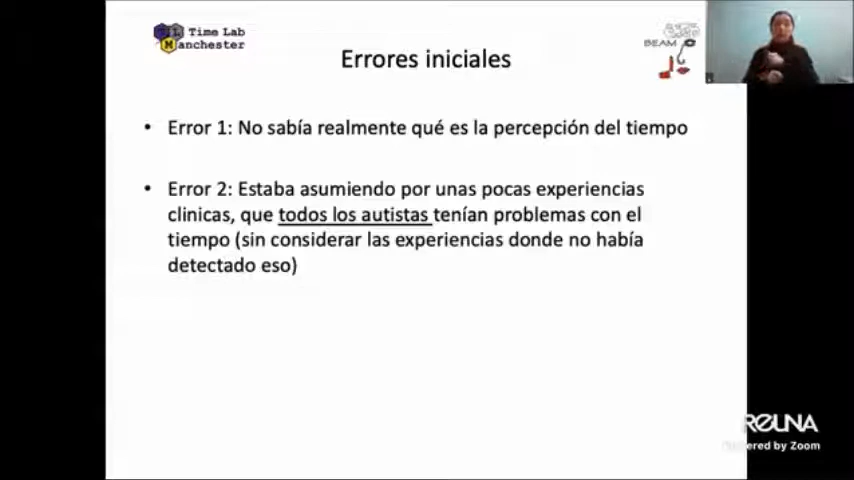 Time Lab
Manchester
BEAM
Errores iniciales
• Error 1: No sabía realmente qué es la percepción del tiempo
• Error 2: Estaba asumiendo por unas pocas experiencias
clinicas, que todos los autistas tenían problemas con el
tiempo (sin considerar las experiencias donde no había
detectado eso)
REUNA
Powered by Zoom